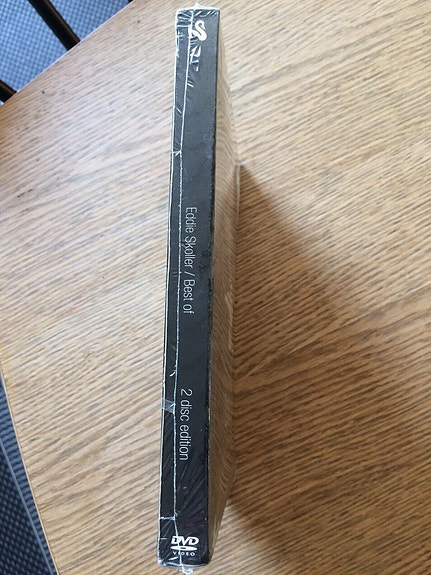 Eddie Skoller / Best of
2 disc edition
DVD
VIDEO